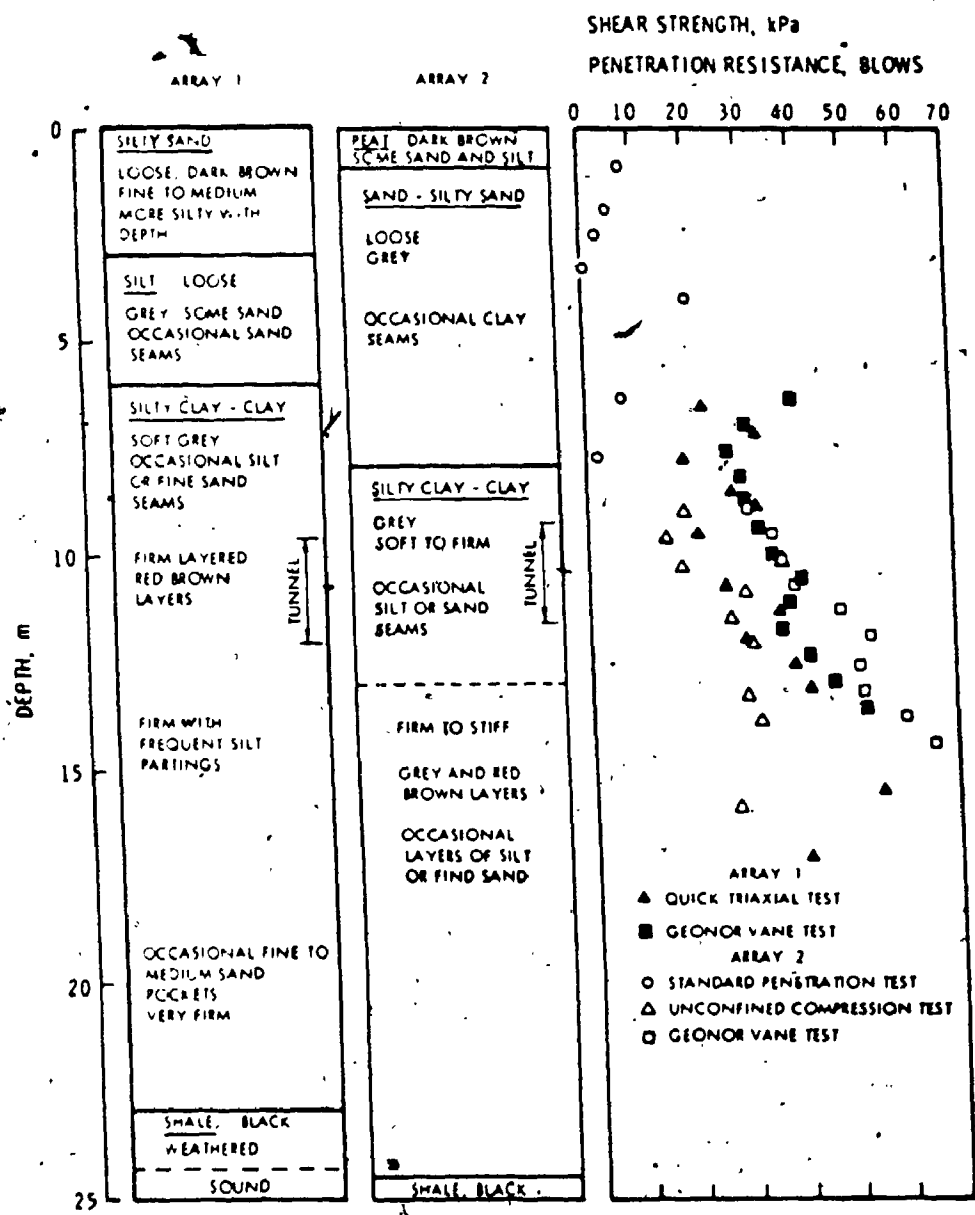 SHEAR STRENGTH, kPa
PENETRATION RESISTANCE, BLOWS
0 10 20 30 40 50 60 70
ARRAY 1
ARRAY 2
DEPTH, m
0
5
10
15
20
25
SILTY SAND
LOOSE, DARK BROWN
FINE TO MEDIUM
MORE SILTY WITH
DEPTH
SILT LOOSE
GREY SOME SAND
OCCASIONAL SAND
SEAMS
SILTY CLAY - CLAY
SOFT GREY
OCCASIONAL SILT
OR FINE SAND
SEAMS
FIRM LAYERED
RED BROWN
LAYERS
TUNNEL
FIRM WITH
FREQUENT SILT
PARTINGS
OCCASIONAL FINE TO
MEDIUM SAND
POCKETS
VERY FIRM
SHALE, BLACK
WEATHERED
SOUND
PEAT DARK BROWN
SOME SAND AND SILT
SAND - SILTY SAND
LOOSE
GREY
OCCASIONAL CLAY
SEAMS
SILTY CLAY - CLAY
GREY
SOFT TO FIRM
OCCASIONAL
SILT OR SAND
SEAMS
TUNNEL
FIRM TO STIFF
GREY AND RED
BROWN LAYERS
OCCASIONAL
LAYERS OF SILT
OR FIND SAND
SHALE, BLACK
ARRAY 1
QUICK TRIAXIAL TEST
GEONOR VANE TEST
ARRAY 2
STANDARD PENETRATION TEST
UNCONFINED COMPRESSION TEST
GEONOR VANE TEST